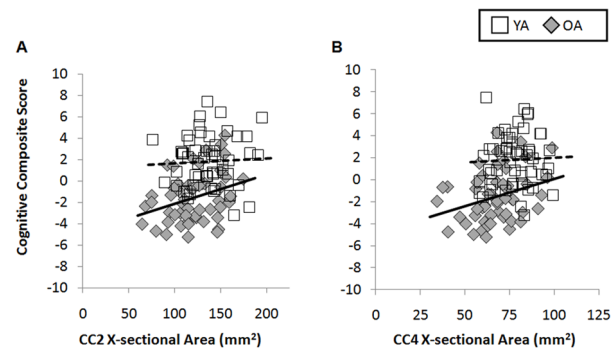 YA OA
A
B
Cognitive Composite Score
10
8
6
4
2
0
-2
-4
-6
-8
-10
0 50 100 150 200
CC2 X-sectional Area (mm²)
10
8
6
4
2
0
-2
-4
-6
-8
-10
0 25 50 75 100 125
CC4 X-sectional Area (mm²)